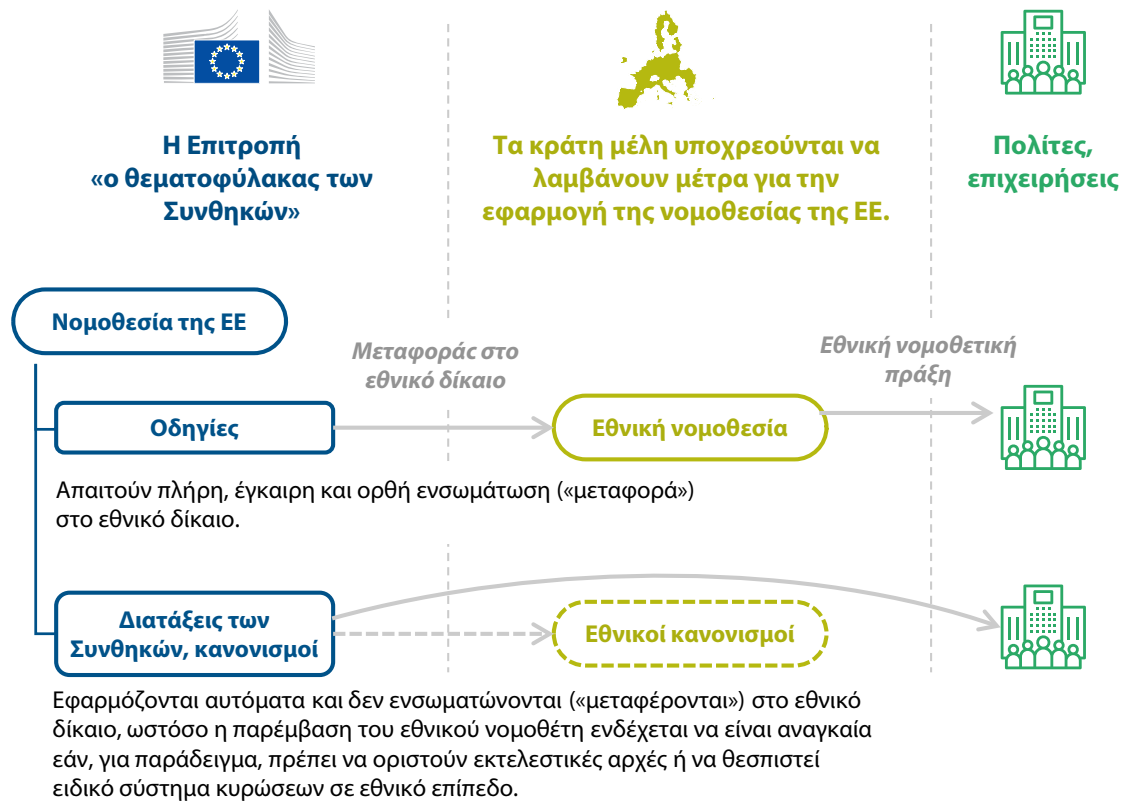 Η Επιτροπή
«ο θεματοφύλακας των
Συνθηκών»
Τα κράτη μέλη υποχρεούνται να
λαμβάνουν μέτρα για την
εφαρμογή της νομοθεσίας της ΕΕ.
Πολίτες,
επιχειρήσεις
Νομοθεσία της ΕΕ
Μεταφοράς στο
εθνικό δίκαιο
Εθνική νομοθετική
πράξη
Οδηγίες
Εθνική νομοθεσία
Απαιτούν πλήρη, έγκαιρη και ορθή ενσωμάτωση («μεταφορά»)
στο εθνικό δίκαιο.
Διατάξεις των
Συνθηκών, κανονισμοί
Εθνικοί κανονισμοί
Εφαρμόζονται αυτόματα και δεν ενσωματώνονται («μεταφέρονται») στο εθνικό
δίκαιο, ωστόσο η παρέμβαση του εθνικού νομοθέτη ενδέχεται να είναι αναγκαία
εάν, για παράδειγμα, πρέπει να οριστούν εκτελεστικές αρχές ή να θεσπιστεί
ειδικό σύστημα κυρώσεων σε εθνικό επίπεδο.